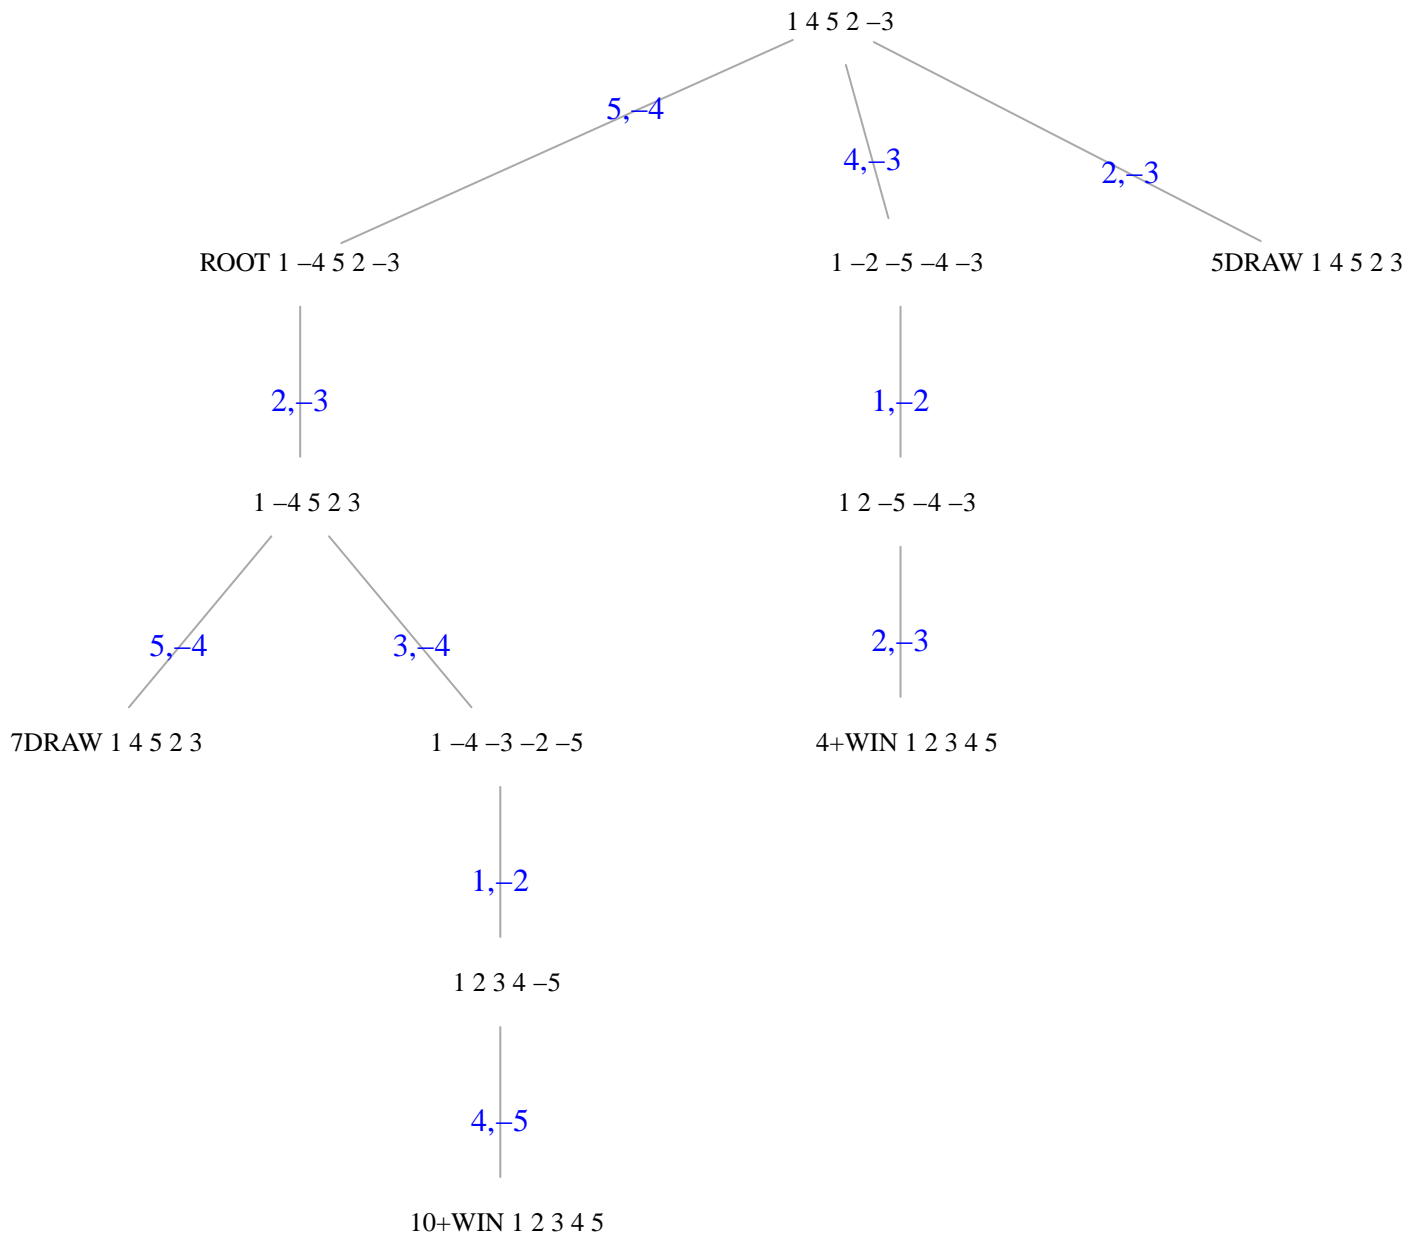 1 4 5 2 –3
5,–4
4,–3
2,–3
ROOT 1 –4 5 2 –3
1 –2 –5 –4 –3
5DRAW 1 4 5 2 3
2,–3
1,–2
1 –4 5 2 3
1 2 –5 –4 –3
5,–4
3,–4
2,–3
7DRAW 1 4 5 2 3
1 –4 –3 –2 –5
4+WIN 1 2 3 4 5
1,–2
1 2 3 4 –5
4,–5
10+WIN 1 2 3 4 5